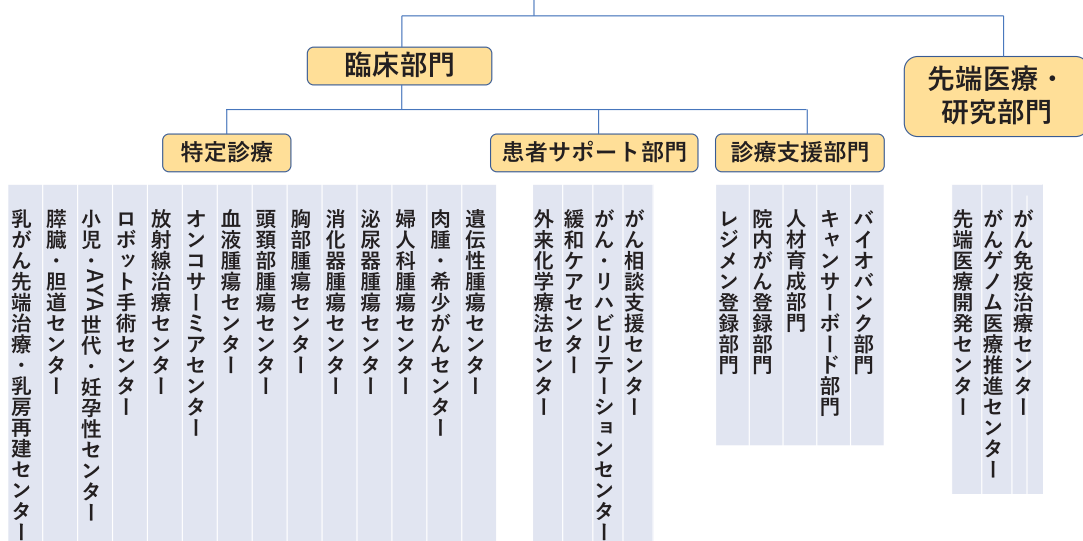 臨床部門
先端医療・
研究部門
特定診療
患者サポート部門
診療支援部門
遺伝性腫瘍センター
肉腫・希少がんセンター
婦人科腫瘍センター
泌尿器腫瘍センター
消化器腫瘍センター
胸部腫瘍センター
頭頚部腫瘍センター
血液腫瘍センター
オンコサーミアセンター
放射線治療センター
ロボット手術センター
小児・AYA世代・妊孕性センター
膵臓・胆道センター
乳がん先端治療・乳房再建センター
がん相談支援センター
がん・リハビリテーションセンター
緩和ケアセンター
外来化学療法センター
バイオバンク部門
キャンサーボード部門
人材育成部門
院内がん登録部門
レジメン登録部門
がん免疫治療センター
がんゲノム医療推進センター
先端医療開発センター